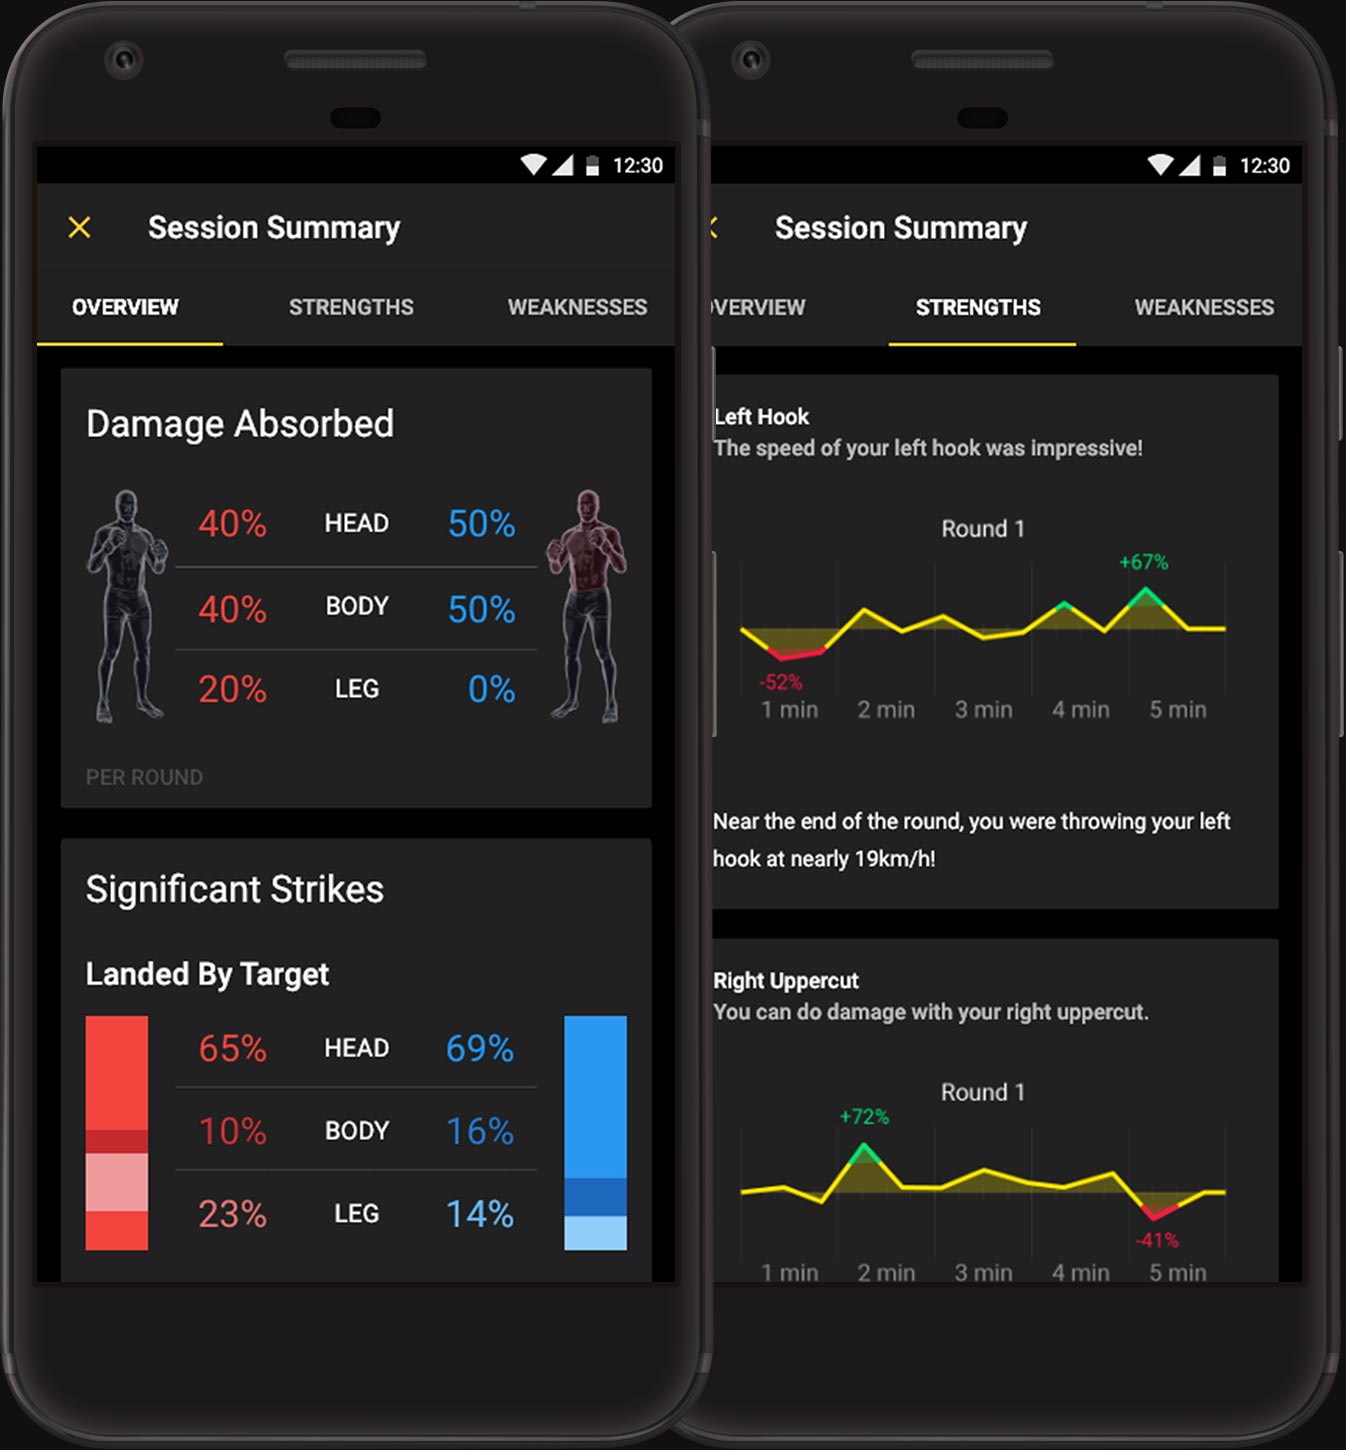 12:30
Session Summary
OVERVIEW STRENGTHS WEAKNESSES
Damage Absorbed
40% HEAD 50%
40% BODY 50%
20% LEG 0%
PER ROUND
Significant Strikes
Landed By Target
65% HEAD 69%
10% BODY 16%
23% LEG 14%
12:30
Session Summary
VERVIEW STRENGTHS WEAKNESSES
Left Hook
The speed of your left hook was impressive!
Round 1
+67%
-52%
1 min 2 min 3 min 4 min 5 min
Near the end of the round, you were throwing your left
hook at nearly 19km/h!
Right Uppercut
You can do damage with your right uppercut.
Round 1
+72%
-41%
1 min 2 min 3 min 4 min 5 min